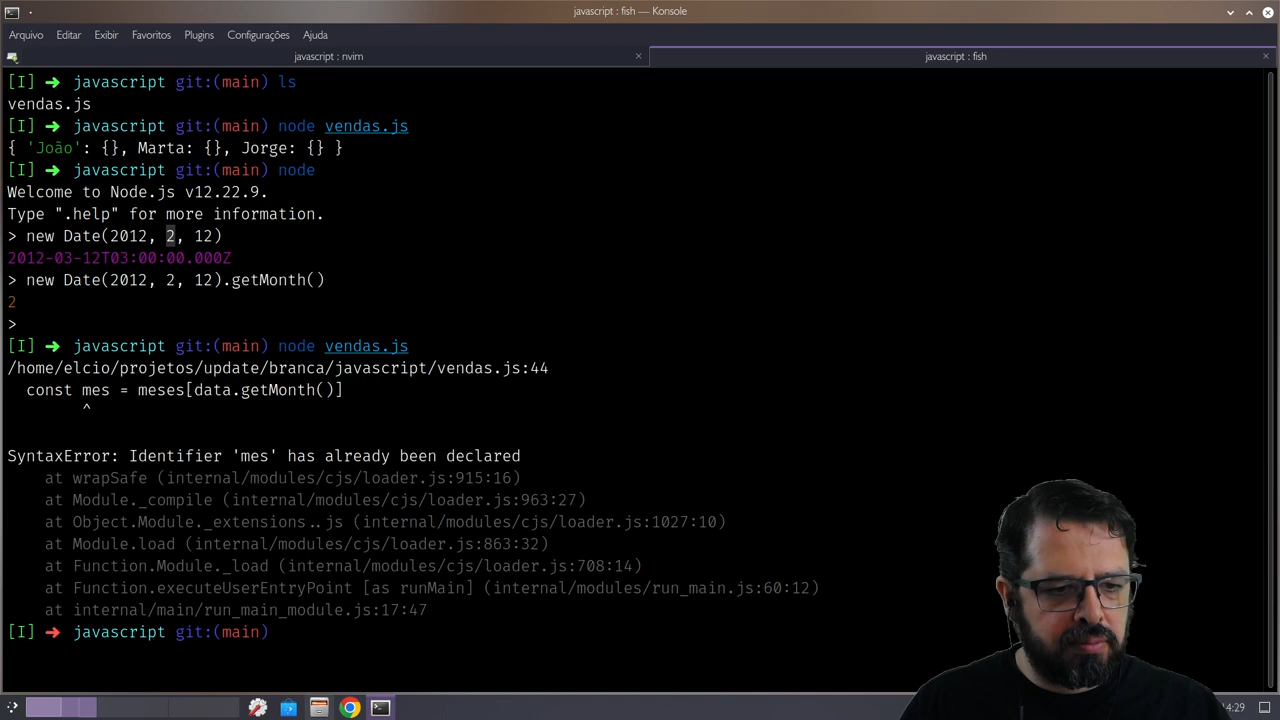 javascript : fish — Konsole
Arquivo Editar Exibir Favoritos Plugins Configurações Ajuda
javascript : nvim
javascript : fish
[I] ➜ javascript git:(main) ls
vendas.js
[I] ➜ javascript git:(main) node vendas.js
{ 'João': {}, Marta: {}, Jorge: {} }
[I] ➜ javascript git:(main) node
Welcome to Node.js v12.22.9.
Type ".help" for more information.
> new Date(2012, 2, 12)
2012-03-12T03:00:00.000Z
> new Date(2012, 2, 12).getMonth()
2
>
[I] ➜ javascript git:(main) node vendas.js
/home/elcio/projetos/update/branca/javascript/vendas.js:44
const mes = meses[data.getMonth()]
^
SyntaxError: Identifier 'mes' has already been declared
at wrapSafe (internal/modules/cjs/loader.js:915:16)
at Module._compile (internal/modules/cjs/loader.js:963:27)
at Object.Module._extensions..js (internal/modules/cjs/loader.js:1027:10)
at Module.load (internal/modules/cjs/loader.js:863:32)
at Function.Module._load (internal/modules/cjs/loader.js:708:14)
at Function.executeUserEntryPoint [as runMain] (internal/modules/run_main.js:60:12)
at internal/main/run_main_module.js:17:47
[I] ➜ javascript git:(main)
4:29